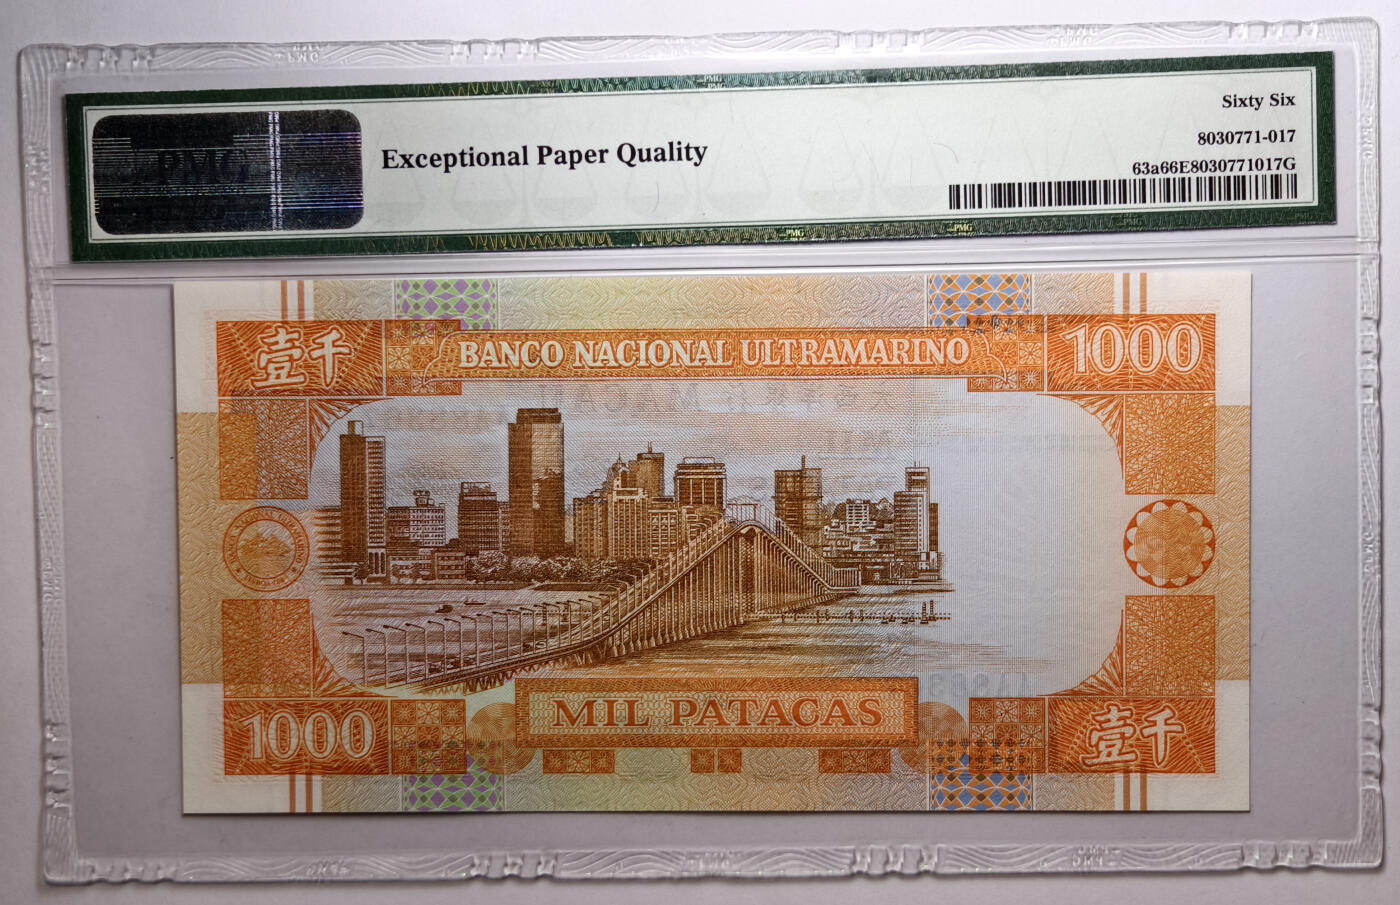 PMG
Exceptional Paper Quality
Sixty Six
8030771-017
63a66E8030771017G
壹千
BANCO NACIONAL ULTRAMARINO
1000
MIL PATACAS
1000
壹千